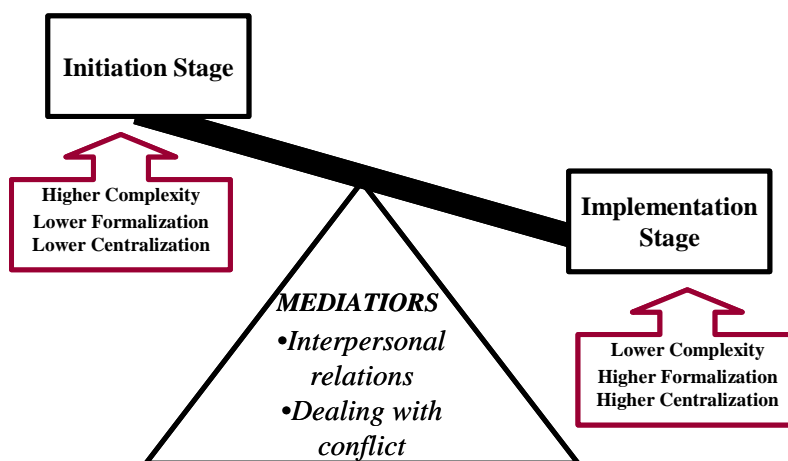 Initiation Stage
Higher Complexity
Lower Formalization
Lower Centralization
Implementation
Stage
MEDIATIORS
•Interpersonal
relations
•Dealing with
conflict
Lower Complexity
Higher Formalization
Higher Centralization